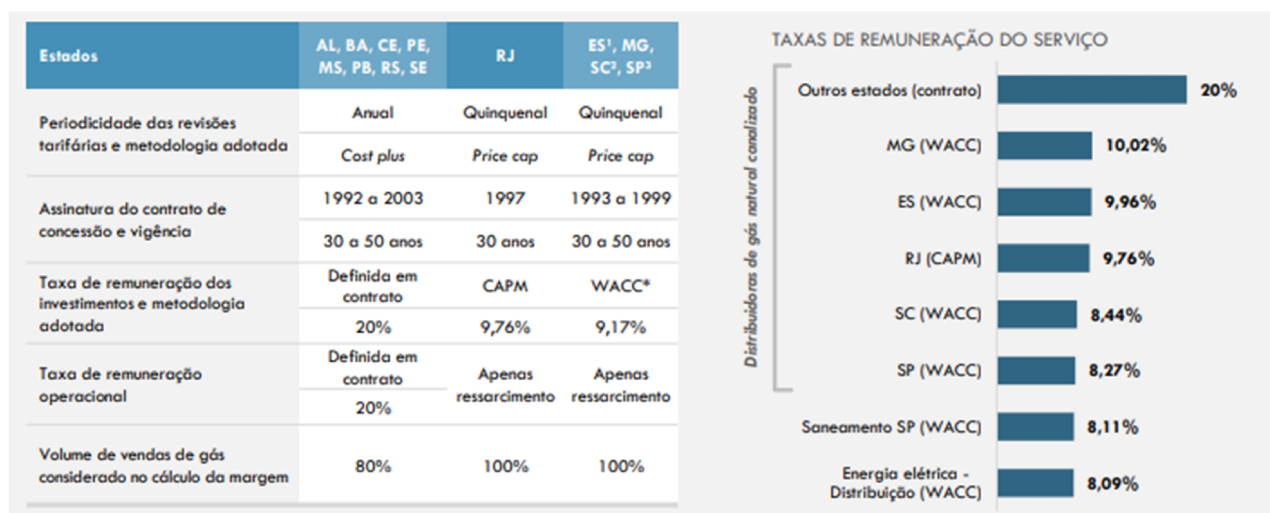 Estados
AL, BA, CE, PE,
MS, PB, RS, SE
RJ
ES¹, MG,
SC², SP³
Periodicidade das revisões
tarifárias e metodologia adotada
Anual
Quinquenal
Quinquenal
Cost plus
Price cap
Price cap
Assinatura do contrato de
concessão e vigência
1992 a 2003
1997
1993 a 1999
30 a 50 anos
30 anos
30 a 50 anos
Taxa de remuneração dos
investimentos e metodologia
adotada
Definida em
contrato
CAPM
WACC*
20%
9,76%
9,17%
Taxa de remuneração
operacional
Definida em
contrato
20%
Apenas
ressarcimento
Apenas
ressarcimento
Volume de vendas de gás
considerado no cálculo da margem
80%
100%
100%
TAXAS DE REMUNERAÇÃO DO SERVIÇO
Distribuidoras de gás natural canalizado
Outros estados (contrato)
20%
MG (WACC)
10,02%
ES (WACC)
9,96%
RJ (CAPM)
9,76%
SC (WACC)
8,44%
SP (WACC)
8,27%
Saneamento SP (WACC)
8,11%
Energia elétrica -
Distribuição (WACC)
8,09%